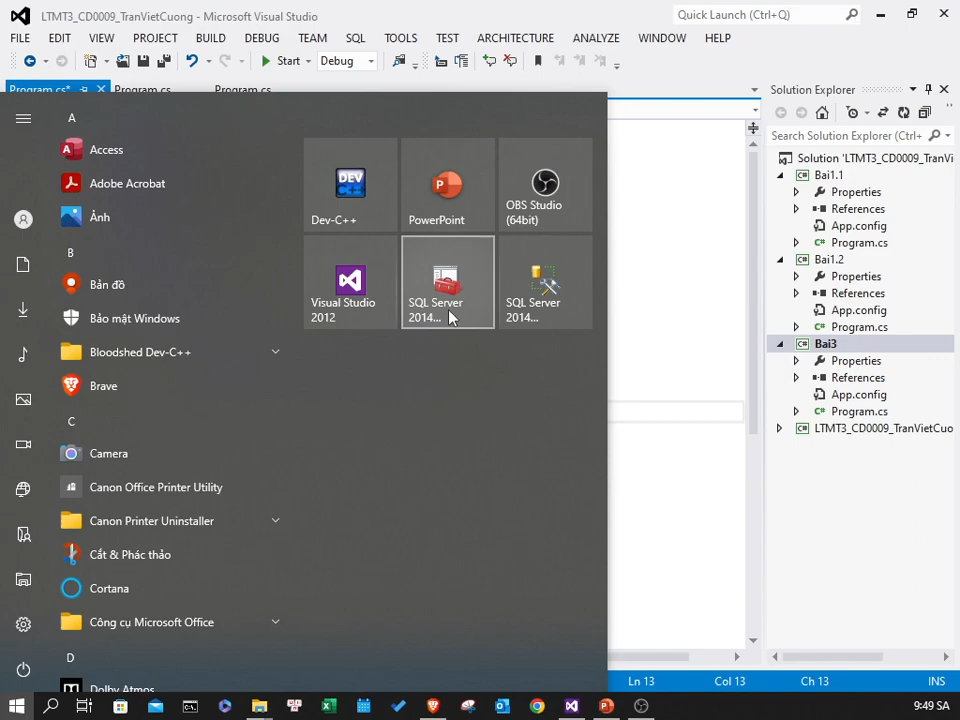 LTMT3_CD0009_TranVietCuong - Microsoft Visual Studio
Quick Launch (Ctrl+Q)
FILE EDIT VIEW PROJECT BUILD DEBUG TEAM SQL TOOLS TEST ARCHITECTURE ANALYZE WINDOW HELP
Start Debug
Program.cs* Program.cs Program.cs
Solution Explorer
Search Solution Explorer (Ctrl+
Solution 'LTMT3_CD0009_TranVi
Bai1.1
Properties
References
App.config
Program.cs
Bai1.2
Properties
References
App.config
Program.cs
Bai3
Properties
References
App.config
Program.cs
LTMT3_CD0009_TranVietCuo
A
Access
Adobe Acrobat
Ảnh
B
Bản đồ
Bảo mật Windows
Bloodshed Dev-C++
Brave
C
Camera
Canon Office Printer Utility
Canon Printer Uninstaller
Cắt & Phác thảo
Cortana
Công cụ Microsoft Office
D
Dolby Atmos
DEV C++
Dev-C++
PowerPoint
OBS Studio
(64bit)
Visual Studio
2012
SQL Server
2014...
SQL Server
2014...
Ln 13 Col 13 Ch 13 INS
9:49 SA